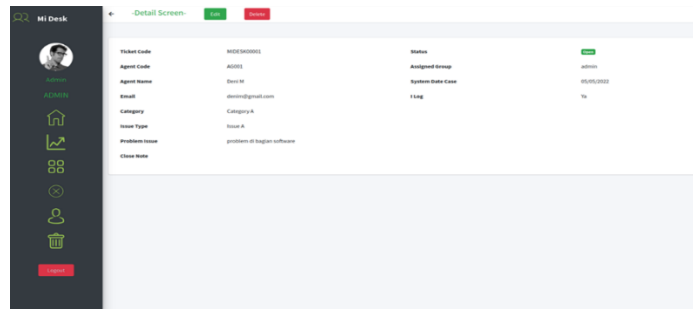 Mi Desk
← -Detail Screen- Edit Delete
Ticket Code MIDESK0001 Status Open
Agent Code AG001 Assigned Group admin
Agent Name Deni M System Date Case 05/05/2022
Email denim@gmail.com I Log Ya
Category Category A
Issue Type Issue A
Problem Issue problem di bagian software
Close Note
Admin
ADMIN
Logout